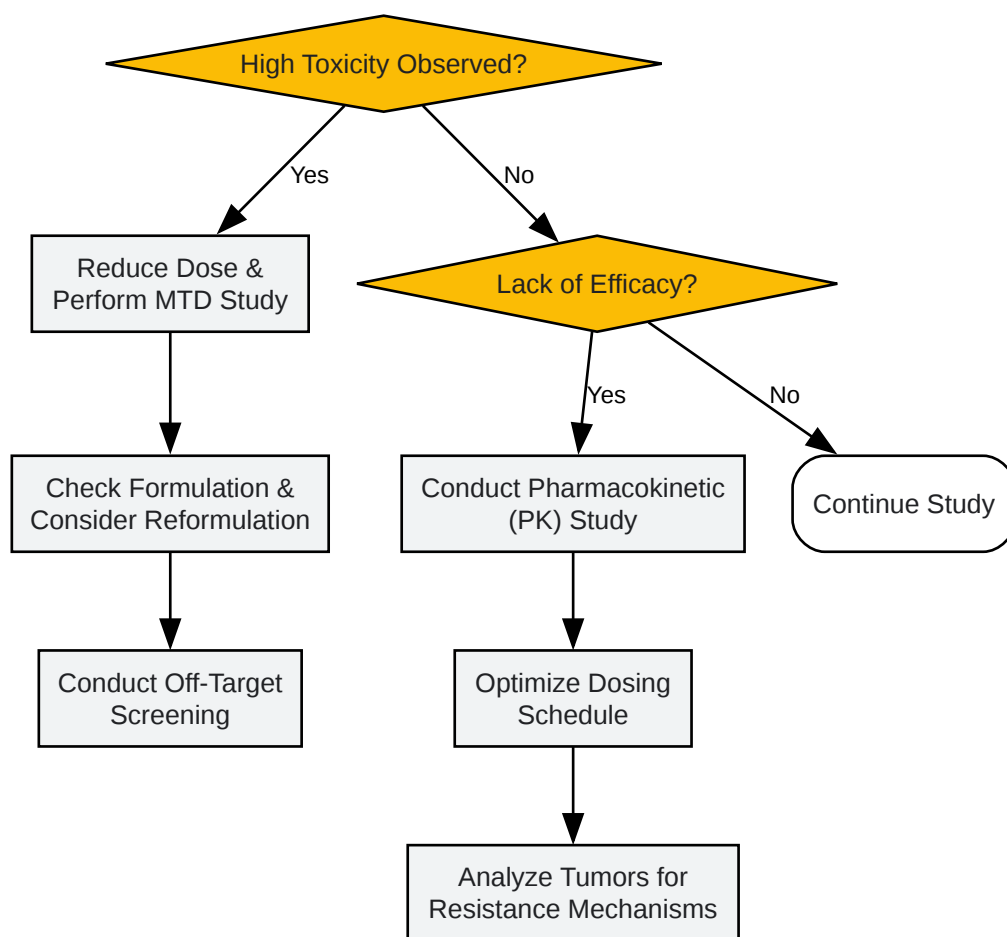 High Toxicity Observed?
Yes
No
Reduce Dose &
Perform MTD Study
Lack of Efficacy?
Yes
No
Check Formulation &
Consider Reformulation
Conduct Pharmacokinetic
(PK) Study
Continue Study
Conduct Off-Target
Screening
Optimize Dosing
Schedule
Analyze Tumors for
Resistance Mechanisms